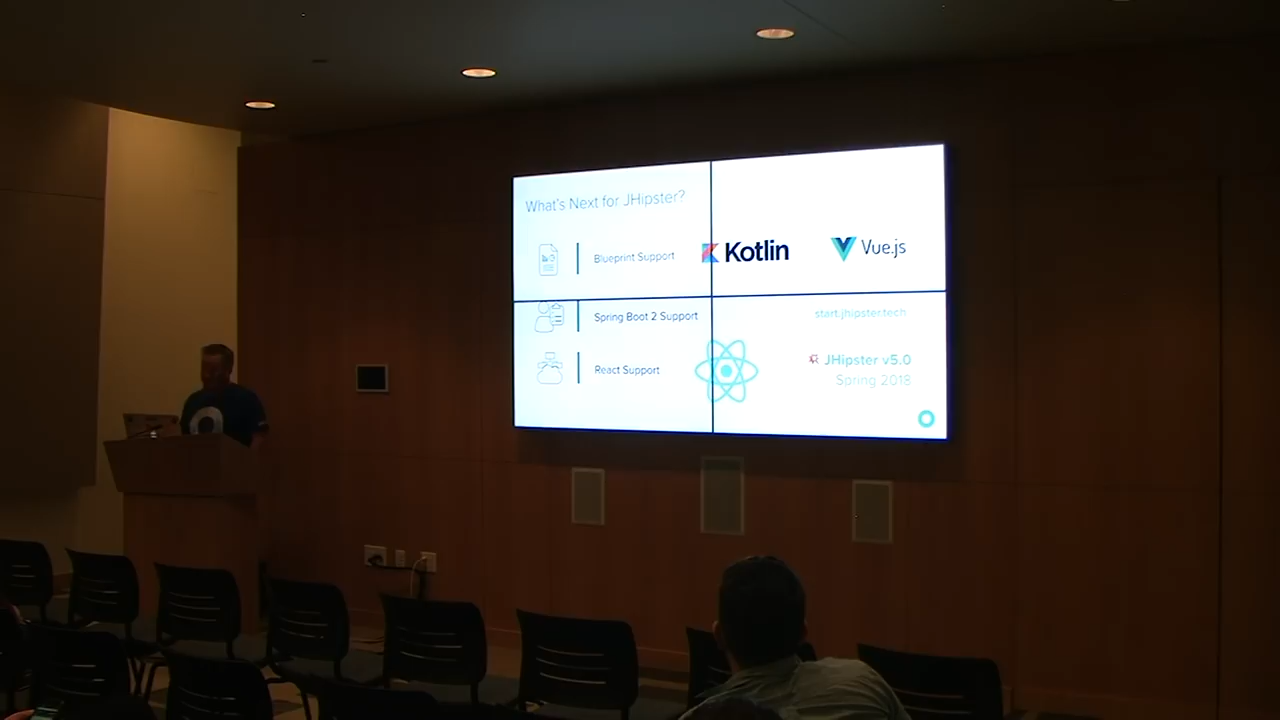 What's Next for JHipster?
Blueprint Support
Kotlin
Vue.js
Spring Boot 2 Support
start.jhipster.tech
React Support
JHipster v5.0
Spring 2018